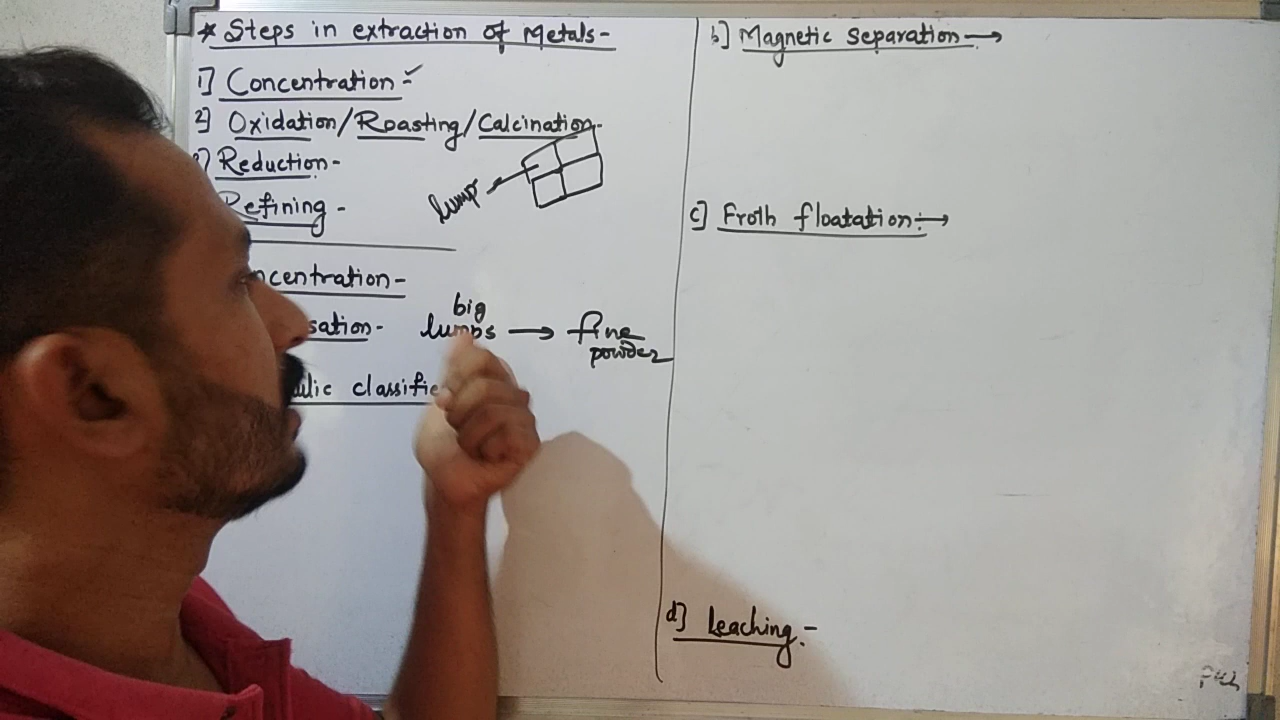 * Steps in extraction of Metals-
1] Concentration-
2] Oxidation/Roasting/Calcination-
] Reduction-
lump
Refining -
ncentration-
big
sation- lumps → fine
powder
ulic classifie
b] Magnetic Separation →
c] Froth floatation:→
d] Leaching.-